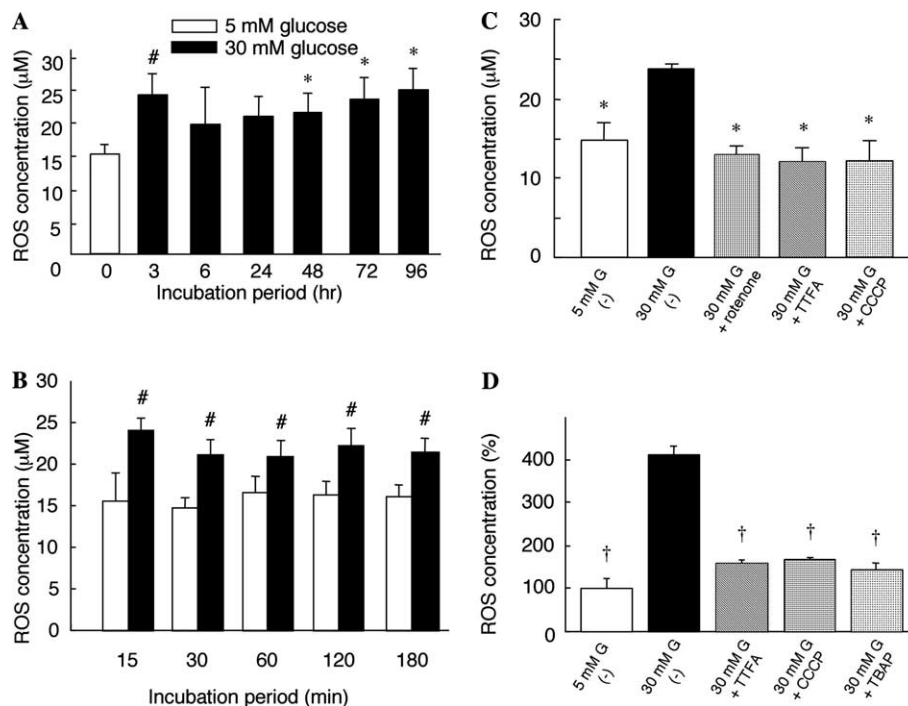 A
5 mM glucose
30 mM glucose
ROS concentration (μM)
30
25
20
15
5
0
#
*
*
*
0 3 6 24 48 72 96
Incubation period (hr)
B
ROS concentration (μM)
30
25
20
15
10
5
0
#
#
#
#
#
15 30 60 120 180
Incubation period (min)
C
ROS concentration (μM)
30
20
10
0
*
*
*
*
5 mM G
(-)
30 mM G
(-)
30 mM G
+ rotenone
30 mM G
+ TTFA
30 mM G
+ CCCP
D
ROS concentration (%)
400
300
200
100
0
†
†
†
†
5 mM G
(-)
30 mM G
(-)
30 mM G
+ TTFA
30 mM G
+ CCCP
30 mM G
+ TBAP